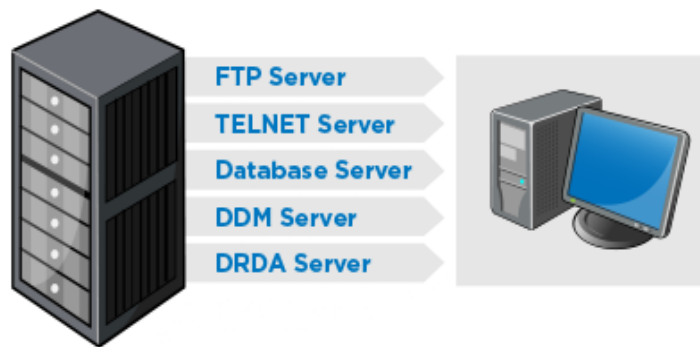 FTP Server
TELNET Server
Database Server
DDM Server
DRDA Server